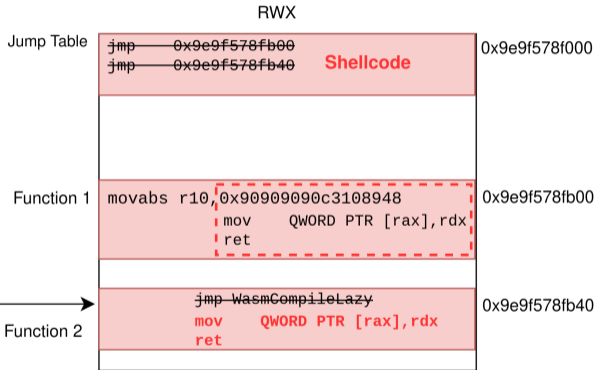 RWX
Jump Table
jmp 0x9e9f578fb00
jmp 0x9e9f578fb40
Shellcode
0x9e9f578f000
Function 1
movabs r10,0x90909090c3108948
mov QWORD PTR [rax],rdx
ret
0x9e9f578fb00
jmp WasmCompileLazy
mov QWORD PTR [rax],rdx
ret
0x9e9f578fb40
Function 2